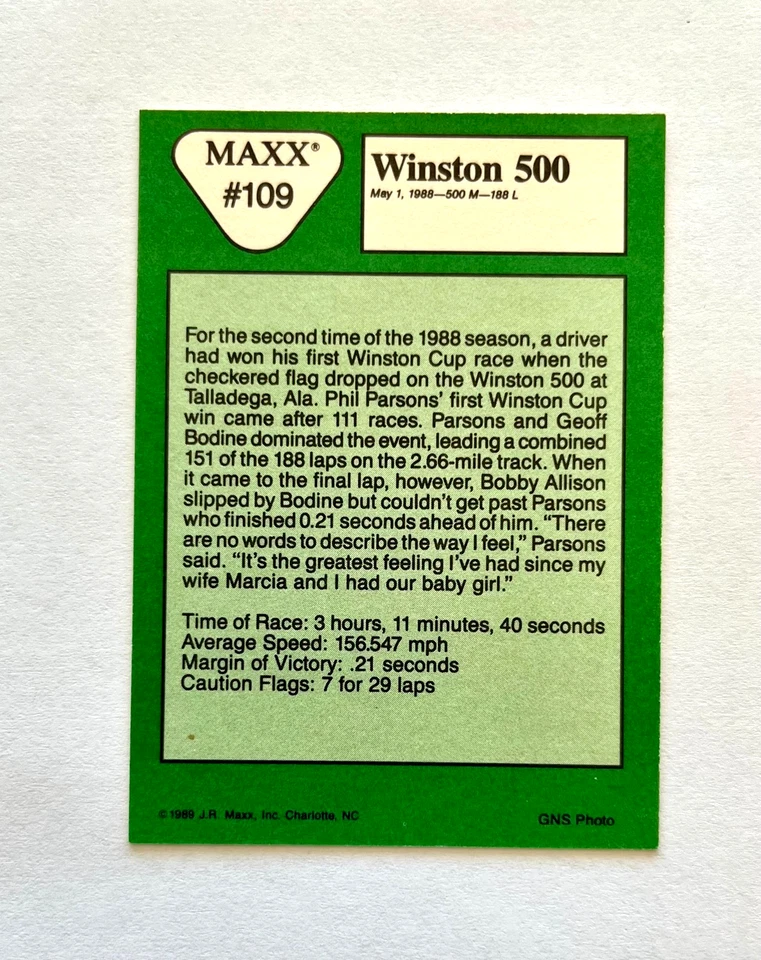 MAXX®
#109
Winston 500
May 1, 1988—500 M—188 L
For the second time of the 1988 season, a driver
had won his first Winston Cup race when the
checkered flag dropped on the Winston 500 at
Talladega, Ala. Phil Parsons' first Winston Cup
win came after 111 races. Parsons and Geoff
Bodine dominated the event, leading a combined
151 of the 188 laps on the 2.66-mile track. When
it came to the final lap, however, Bobby Allison
slipped by Bodine but couldn't get past Parsons
who finished 0.21 seconds ahead of him. “There
are no words to describe the way I feel,” Parsons
said. “It's the greatest feeling I've had since my
wife Marcia and I had our baby girl.”
Time of Race: 3 hours, 11 minutes, 40 seconds
Average Speed: 156.547 mph
Margin of Victory: .21 seconds
Caution Flags: 7 for 29 laps
©1989 J.R. Maxx, Inc. Charlotte, NC
GNS Photo